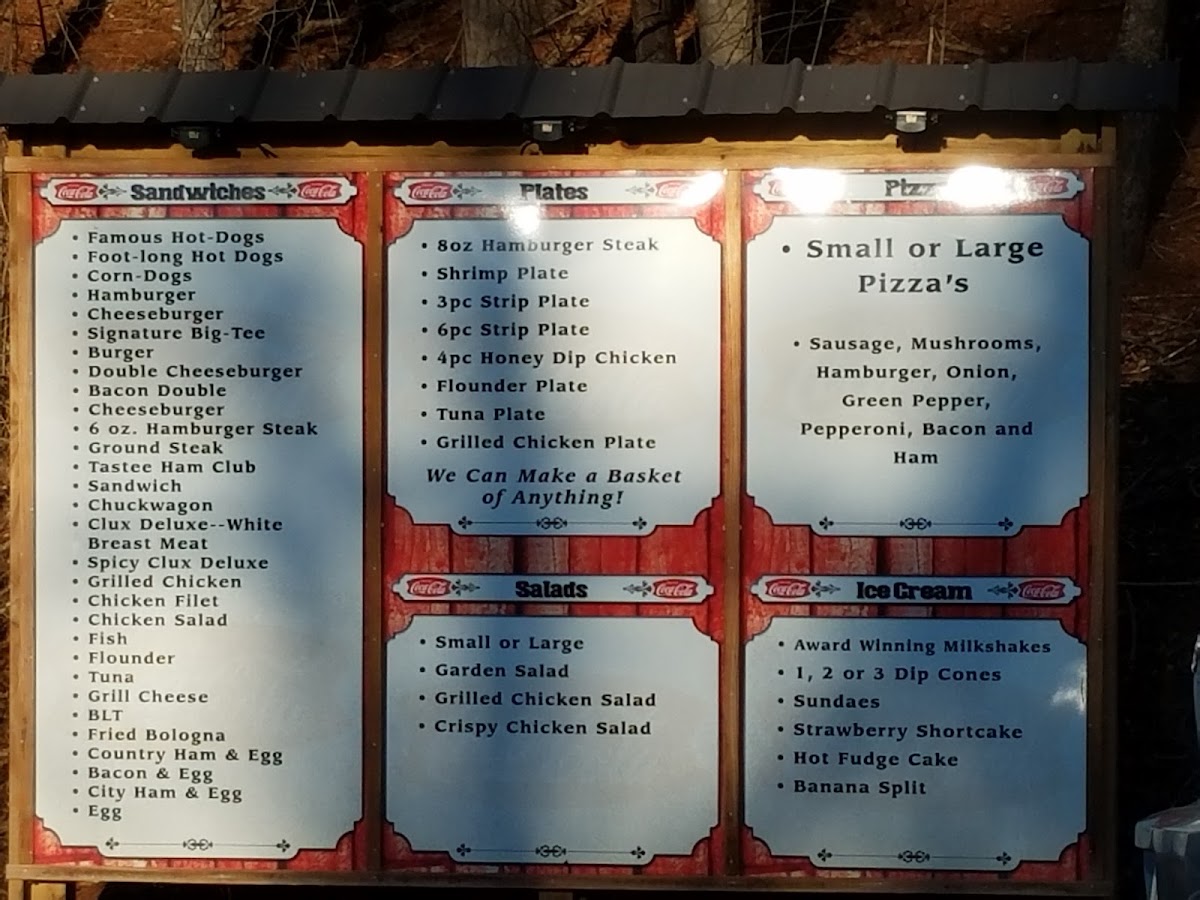 Coca-Cola Sandwiches Coca-Cola
• Famous Hot-Dogs
• Foot-long Hot Dogs
• Corn-Dogs
• Hamburger
• Cheeseburger
• Signature Big-Tee
• Burger
• Double Cheeseburger
• Bacon Double
• Cheeseburger
• 6 oz. Hamburger Steak
• Ground Steak
• Tastee Ham Club
• Sandwich
• Chuckwagon
• Clux Deluxe--White
Breast Meat
• Spicy Clux Deluxe
• Grilled Chicken
• Chicken Filet
• Chicken Salad
• Fish
• Flounder
• Tuna
• Grill Cheese
• BLT
• Fried Bologna
• Country Ham & Egg
• Bacon & Egg
• City Ham & Egg
• Egg
Coca-Cola Plates Coca-Cola
• 8oz Hamburger Steak
• Shrimp Plate
• 3pc Strip Plate
• 6pc Strip Plate
• 4pc Honey Dip Chicken
• Flounder Plate
• Tuna Plate
• Grilled Chicken Plate
We Can Make a Basket
of Anything!
Coca-Cola Salads Coca-Cola
• Small or Large
• Garden Salad
• Grilled Chicken Salad
• Crispy Chicken Salad
Coca-Cola
• Small or Large
Pizza's
• Sausage, Mushrooms,
Hamburger, Onion,
Green Pepper,
Pepperoni, Bacon and
Ham
Coca-Cola Ice Cream Coca-Cola
• Award Winning Milkshakes
• 1, 2 or 3 Dip Cones
• Sundaes
• Strawberry Shortcake
• Hot Fudge Cake
• Banana Split